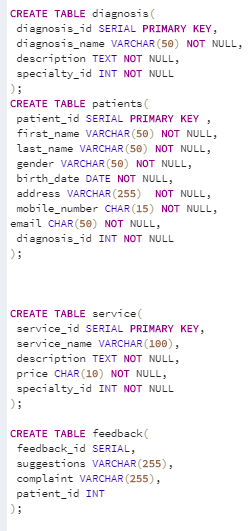 CREATE TABLE diagnosis(
diagnosis_id SERIAL PRIMARY KEY,
diagnosis_name VARCHAR(50) NOT NULL,
description TEXT NOT NULL,
specialty_id INT NOT NULL
);
CREATE TABLE patients(
patient_id SERIAL PRIMARY KEY ,
first_name VARCHAR(50) NOT NULL,
last_name VARCHAR(50) NOT NULL,
gender VARCHAR(50) NOT NULL,
birth_date DATE NOT NULL,
address VARCHAR(255)  NOT NULL,
mobile_number CHAR(15) NOT NULL,
email CHAR(50) NOT NULL,
diagnosis_id INT NOT NULL
);
CREATE TABLE service(
service_id SERIAL PRIMARY KEY,
service_name VARCHAR(100),
description TEXT NOT NULL,
price CHAR(10) NOT NULL,
specialty_id INT NOT NULL
);
CREATE TABLE feedback(
feedback_id SERIAL,
suggestions VARCHAR(255),
complaint VARCHAR(255),
patient_id INT
);